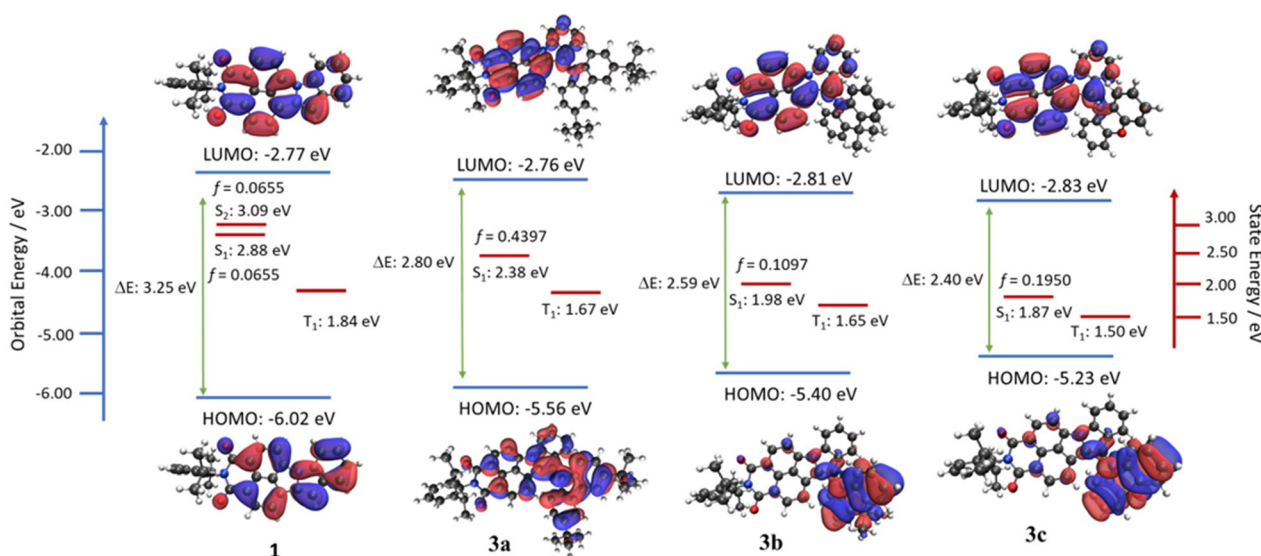 Orbital Energy / eV
-2.00
-3.00
-4.00
-5.00
-6.00
LUMO: -2.77 eV
f = 0.0655
S₂: 3.09 eV
S₁: 2.88 eV
f = 0.0655
ΔE: 3.25 eV
T₁: 1.84 eV
HOMO: -6.02 eV
1
LUMO: -2.76 eV
f = 0.4397
S₁: 2.38 eV
ΔE: 2.80 eV
T₁: 1.67 eV
HOMO: -5.56 eV
3a
LUMO: -2.81 eV
f = 0.1097
S₁: 1.98 eV
ΔE: 2.59 eV
T₁: 1.65 eV
HOMO: -5.40 eV
3b
LUMO: -2.83 eV
f = 0.1950
S₁: 1.87 eV
ΔE: 2.40 eV
T₁: 1.50 eV
HOMO: -5.23 eV
3c
3.00
2.50
2.00
1.50
State Energy / eV